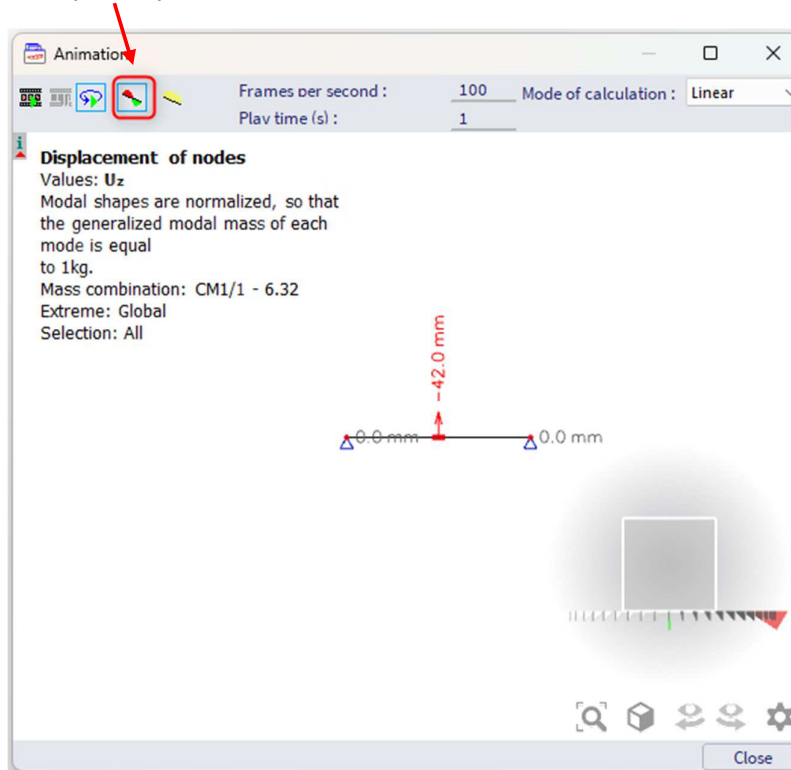 Animation
Frames per second : 100 Mode of calculation : Linear
Play time (s) : 1
i
Displacement of nodes
Values: Uz
Modal shapes are normalized, so that
the generalized modal mass of each
mode is equal
to 1kg.
Mass combination: CM1/1 - 6.32
Extreme: Global
Selection: All
-42.0 mm
0.0 mm 0.0 mm
Close